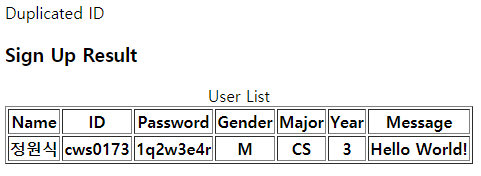 Duplicated ID
Sign Up Result
User List
Name ID Password Gender Major Year Message
정원식 cws0173 1q2w3e4r M CS 3 Hello World!